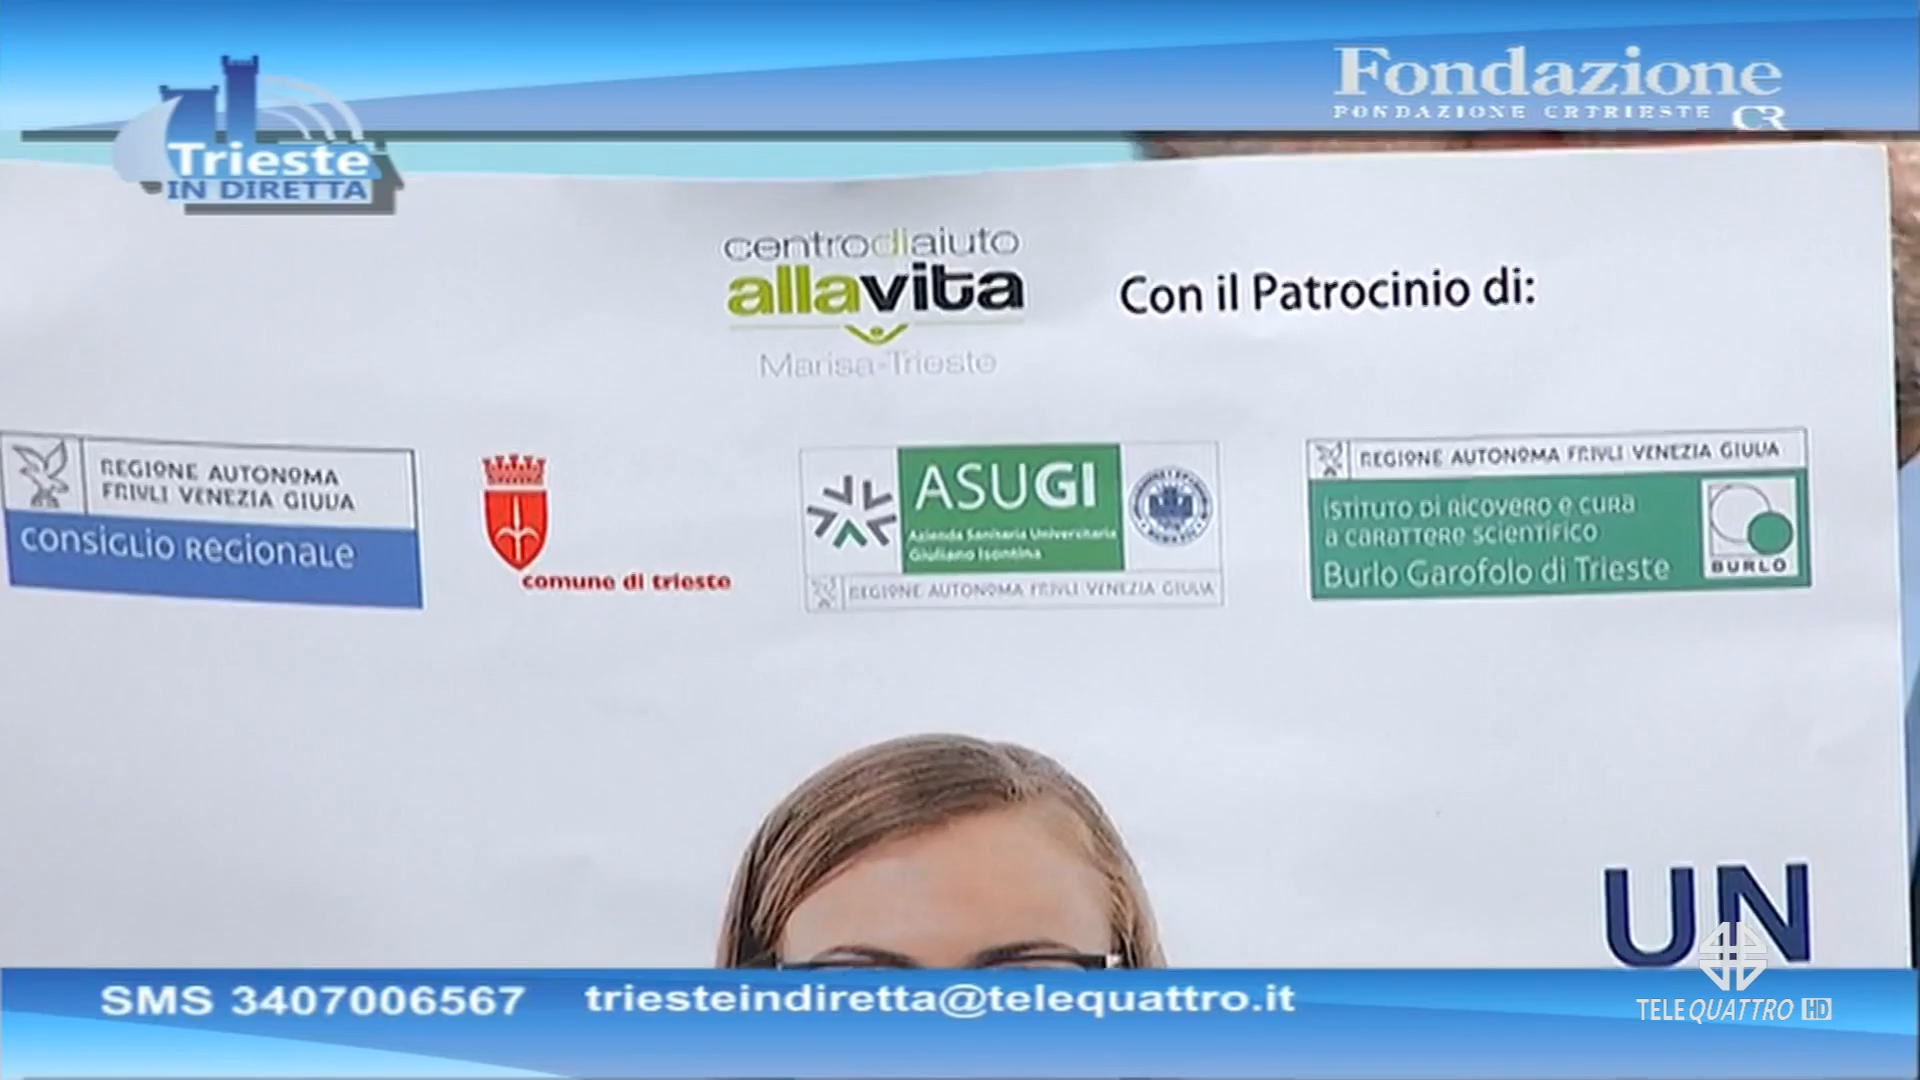 Fondazione
FONDAZIONE CRTRIESTE
CR
Trieste
IN DIRETTA
centrodiaiuto
allavita
Marisa-Trieste
Con il Patrocinio di:
REGIONE AUTONOMA
FRIULI VENEZIA GIULIA
CONSIGLIO REGIONALE
comune di trieste
ASUGI
Azienda Sanitaria Universitaria
Giuliano Isontina
REGIONE AUTONOMA FRIULI VENEZIA GIULIA
REGIONE AUTONOMA FRIULI VENEZIA GIULIA
ISTITUTO DI RICOVERO E CURA
A CARATTERE SCIENTIFICO
Burlo Garofolo di Trieste
BURLO
UN
SMS 3407006567
triesteindiretta@telequattro.it
TELEQUATTRO HD